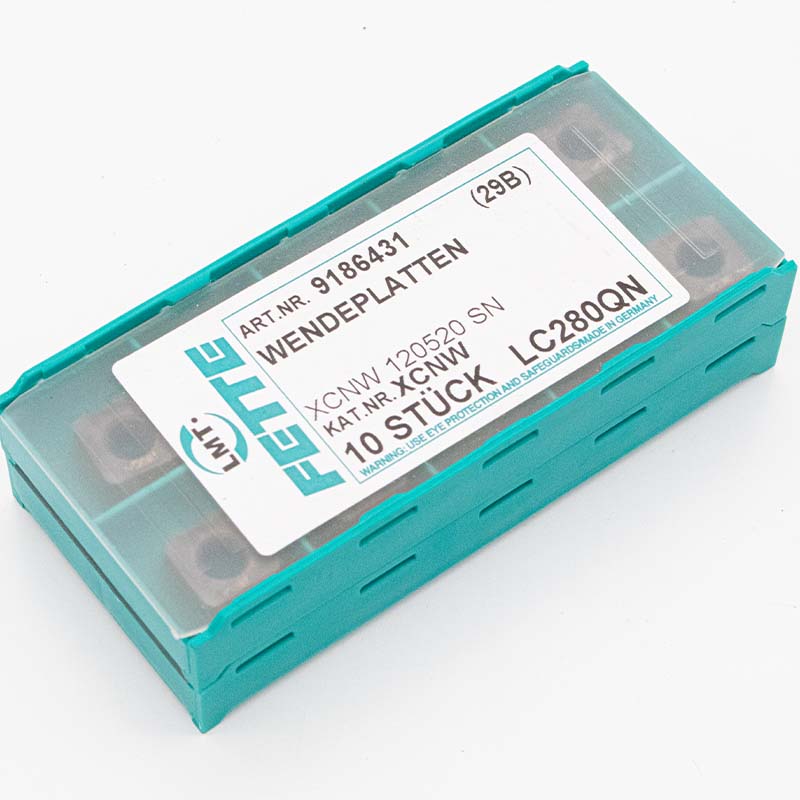 LMT.
FETTE
ART.NR. 9186431 (29B)
WENDEPLATTEN
XCNW 120520 SN
KAT.NR. XCNW
10 STÜCK LC280QN
WARNING: USE EYE PROTECTION AND SAFEGUARDS/MADE IN GERMANY